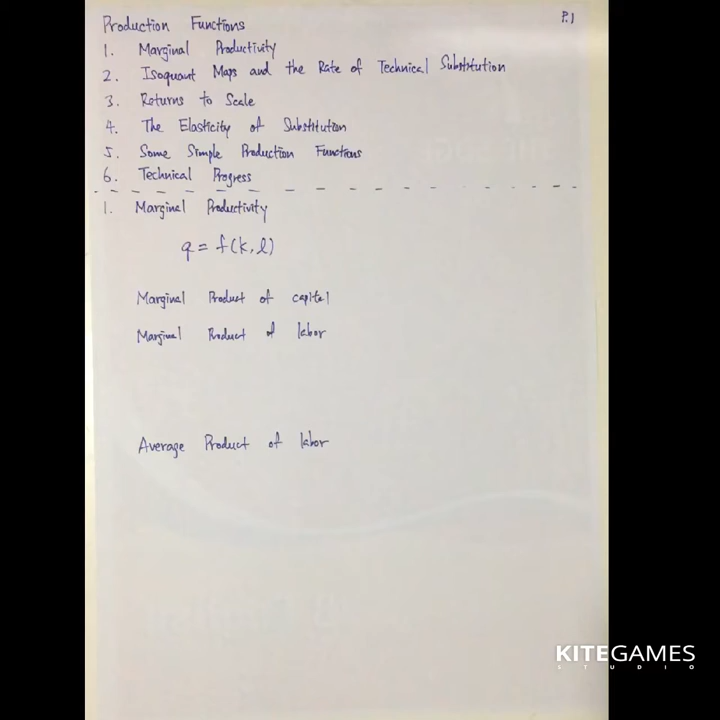 P.1
Production Functions
1. Marginal Productivity
2. Isoquant Maps and the Rate of Technical Substitution
3. Returns to Scale
4. The Elasticity of Substitution
5. Some Simple Production Functions
6. Technical Progress
1. Marginal Productivity
q = f(k, l)
Marginal Product of capital
Marginal Product of labor
Average Product of labor
KITEGAMES
STUDIO